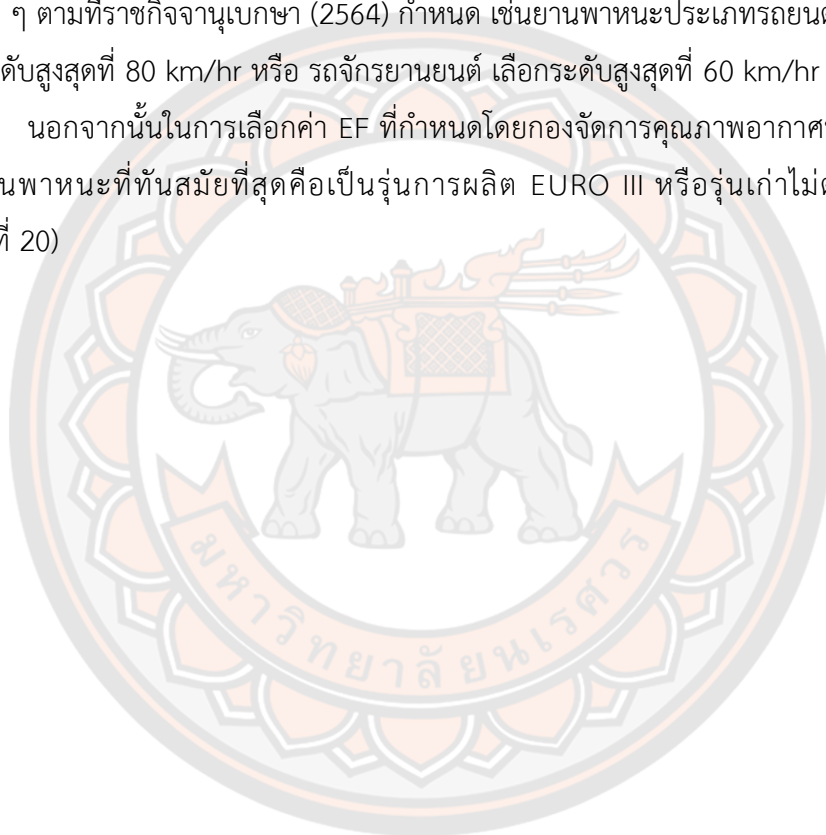 ๆ ตามที่ราชกิจจานุเบกษา (2564) กำหนด เช่นยานพาหนะประเภทรถยนต
ดับสูงสุดที่ 80 km/hr หรือ รถจักรยานยนต์ เลือกระดับสูงสุดที่ 60 km/hr
นอกจากนั้นในการเลือกค่า EF ที่กำหนดโดยกองจัดการคุณภาพอากาศ
นพาหนะที่ทันสมัยที่สุดคือเป็นรุ่นการผลิต EURO III หรือรุ่นเก่าไม่
ที่ 20)
มหาวิทยาลัยนเรศวร